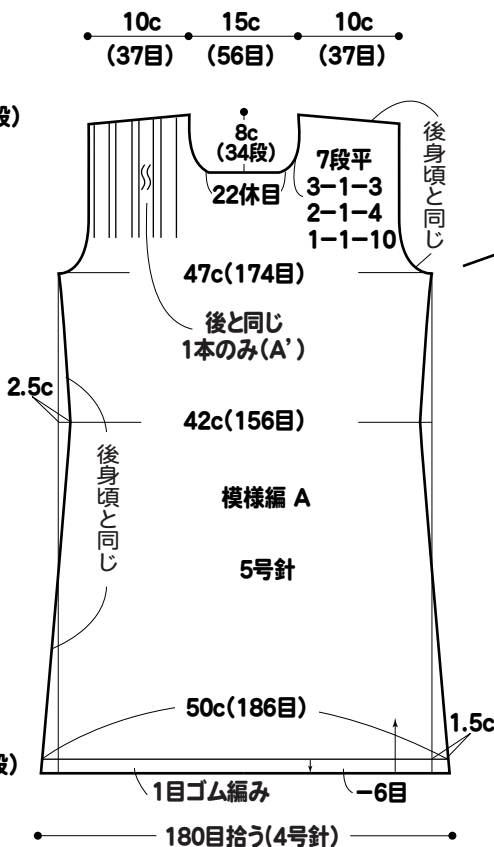 10c 15c 10c
(37目) (56目) (37目)
段)
8c
(34段)
22休目
7段平
3-1-3
2-1-4
1-1-10
後身頃と同じ
47c(174目)
後と同じ
1本のみ(A')
2.5c
42c(156目)
後身頃と同じ
模様編 A
5号針
50c(186目)
1.5c
段)
1目ゴム編み
-6目
180目拾う(4号針)